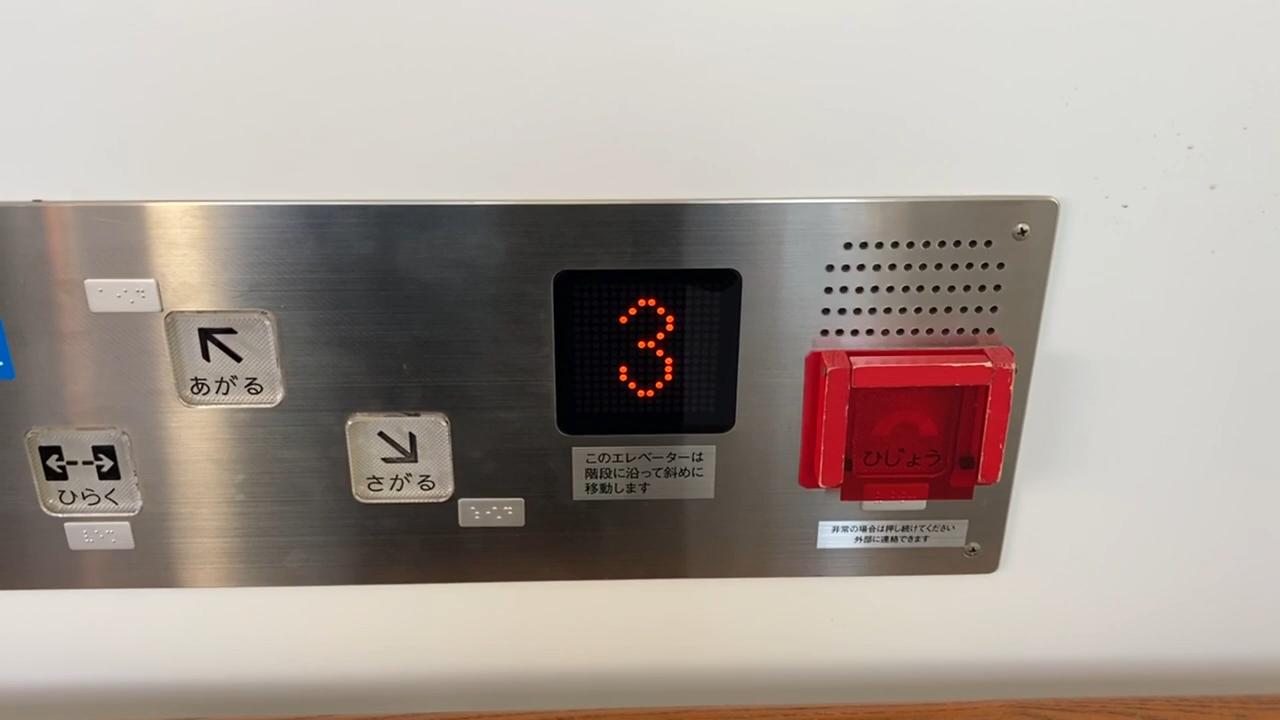 あがる
ひらく
さがる
3
このエレベーターは
階段に沿って斜めに
移動します
ひじょう
非常の場合は押し続けてください
外部に連絡できます